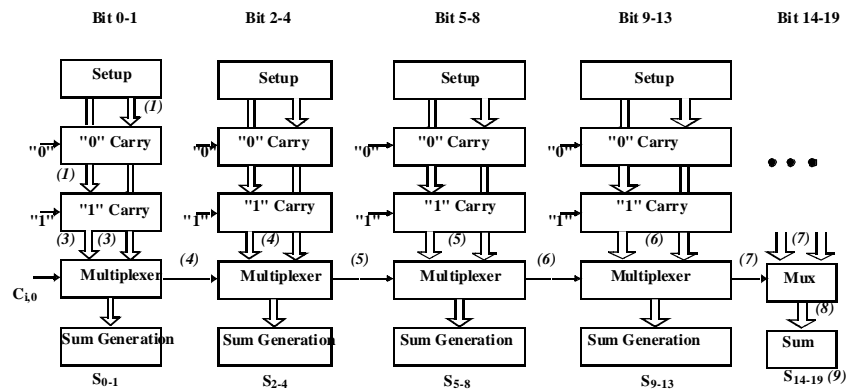 Bit 0-1 Bit 2-4 Bit 5-8 Bit 9-13 Bit 14-19
Setup Setup Setup Setup
(1)
"0" "0" Carry "0" "0" Carry "0" "0" Carry "0" "0" Carry
(1)
"1" "1" Carry "1" "1" Carry "1" "1" Carry "1" "1" Carry
(3) (3) (4) (5) (6) (7)
Ci,0 Multiplexer (4) Multiplexer (5) Multiplexer (6) Multiplexer (7) Mux
(8)
Sum Generation Sum Generation Sum Generation Sum Generation Sum
S0-1 S2-4 S5-8 S9-13 S14-19 (9)